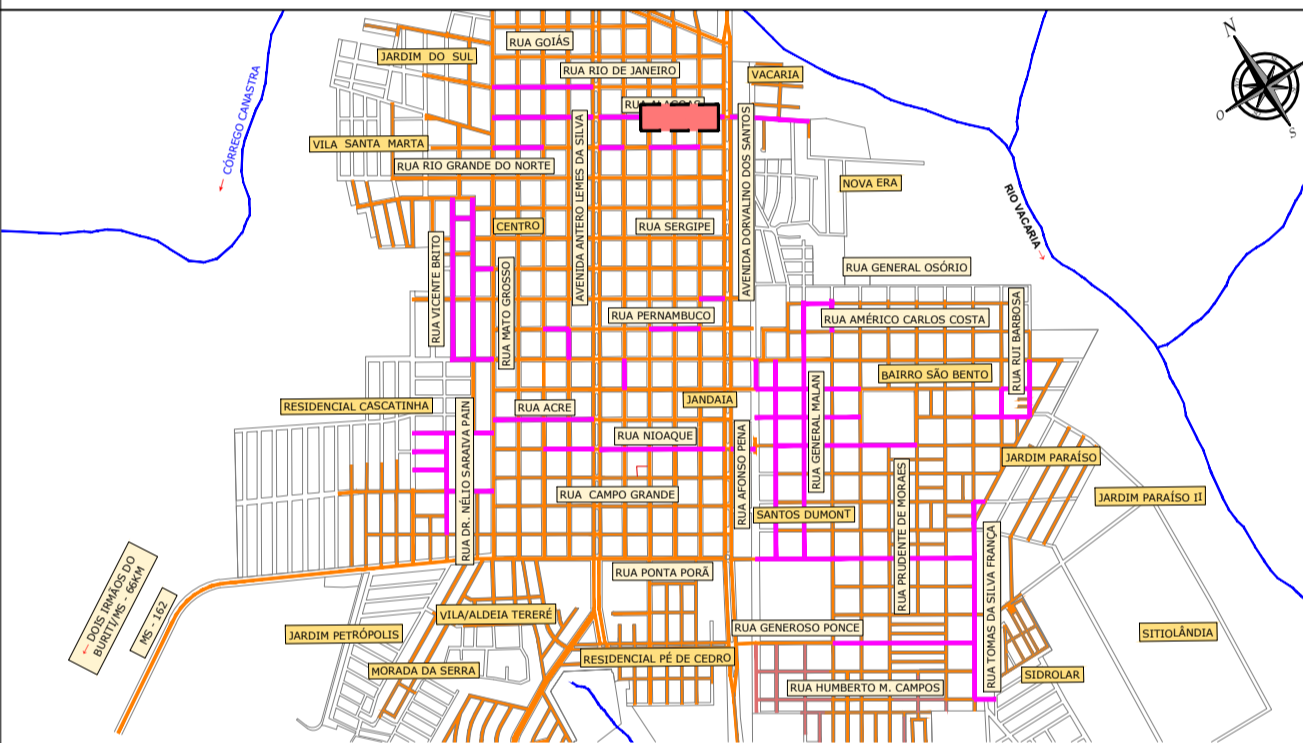 RUA GOIÁS
N
JARDIM DO SUL
RUA RIO DE JANEIRO
VACARIA
CÓRREGO CANASTRA
RUA
O
S
VILA SANTA MARTA
AVENIDA ANTERO LEMES DA SILVA
AVENIDA DORVALINO DOS SANTOS
RUA RIO GRANDE DO NORTE
NOVA ERA
RIO VACARIA
CENTRO
RUA SERGIPE
RUA VICENTE BRITO
RUA MATO GROSSO
RUA GENERAL OSÓRIO
RUA PERNAMBUCO
RUA AMÉRICO CARLOS COSTA
RUA RUI BARBOSA
BAIRRO SÃO BENTO
RESIDENCIAL CASCATINHA
RUA ACRE
JANDAIA
RUA GENERAL MALAN
RUA NIOAQUE
RUA DR. NÉLIO SARAIVA PAIN
RUA AFONSO PENA
JARDIM PARAÍSO
RUA CAMPO GRANDE
JARDIM PARAÍSO II
SANTOS DUMONT
RUA PRUDENTE DE MORAES
RUA TOMAS DA SILVA FRANÇA
RUA PONTA PORÃ
← DOIS IRMÃOS DO
BURITI/MS - 66KM
MS - 162
VILA/ALDEIA TERERÉ
JARDIM PETRÓPOLIS
RUA GENEROSO PONCE
SITIOLÂNDIA
RESIDENCIAL PÉ DE CEDRO
MORADA DA SERRA
SIDROLAR
RUA HUMBERTO M. CAMPOS